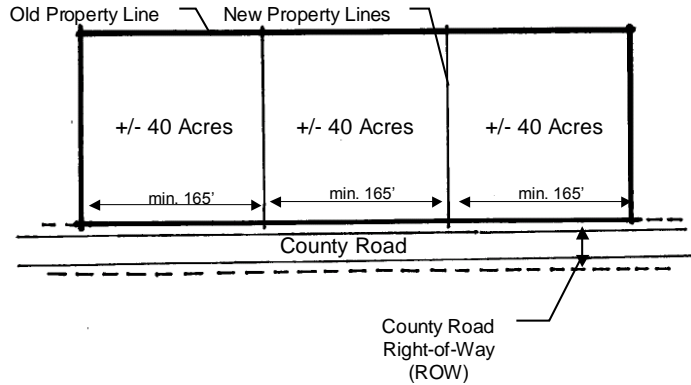 Old Property Line
New Property Lines
+/- 40 Acres
+/- 40 Acres
+/- 40 Acres
min. 165'
min. 165'
min. 165'
County Road
County Road
Right-of-Way
(ROW)